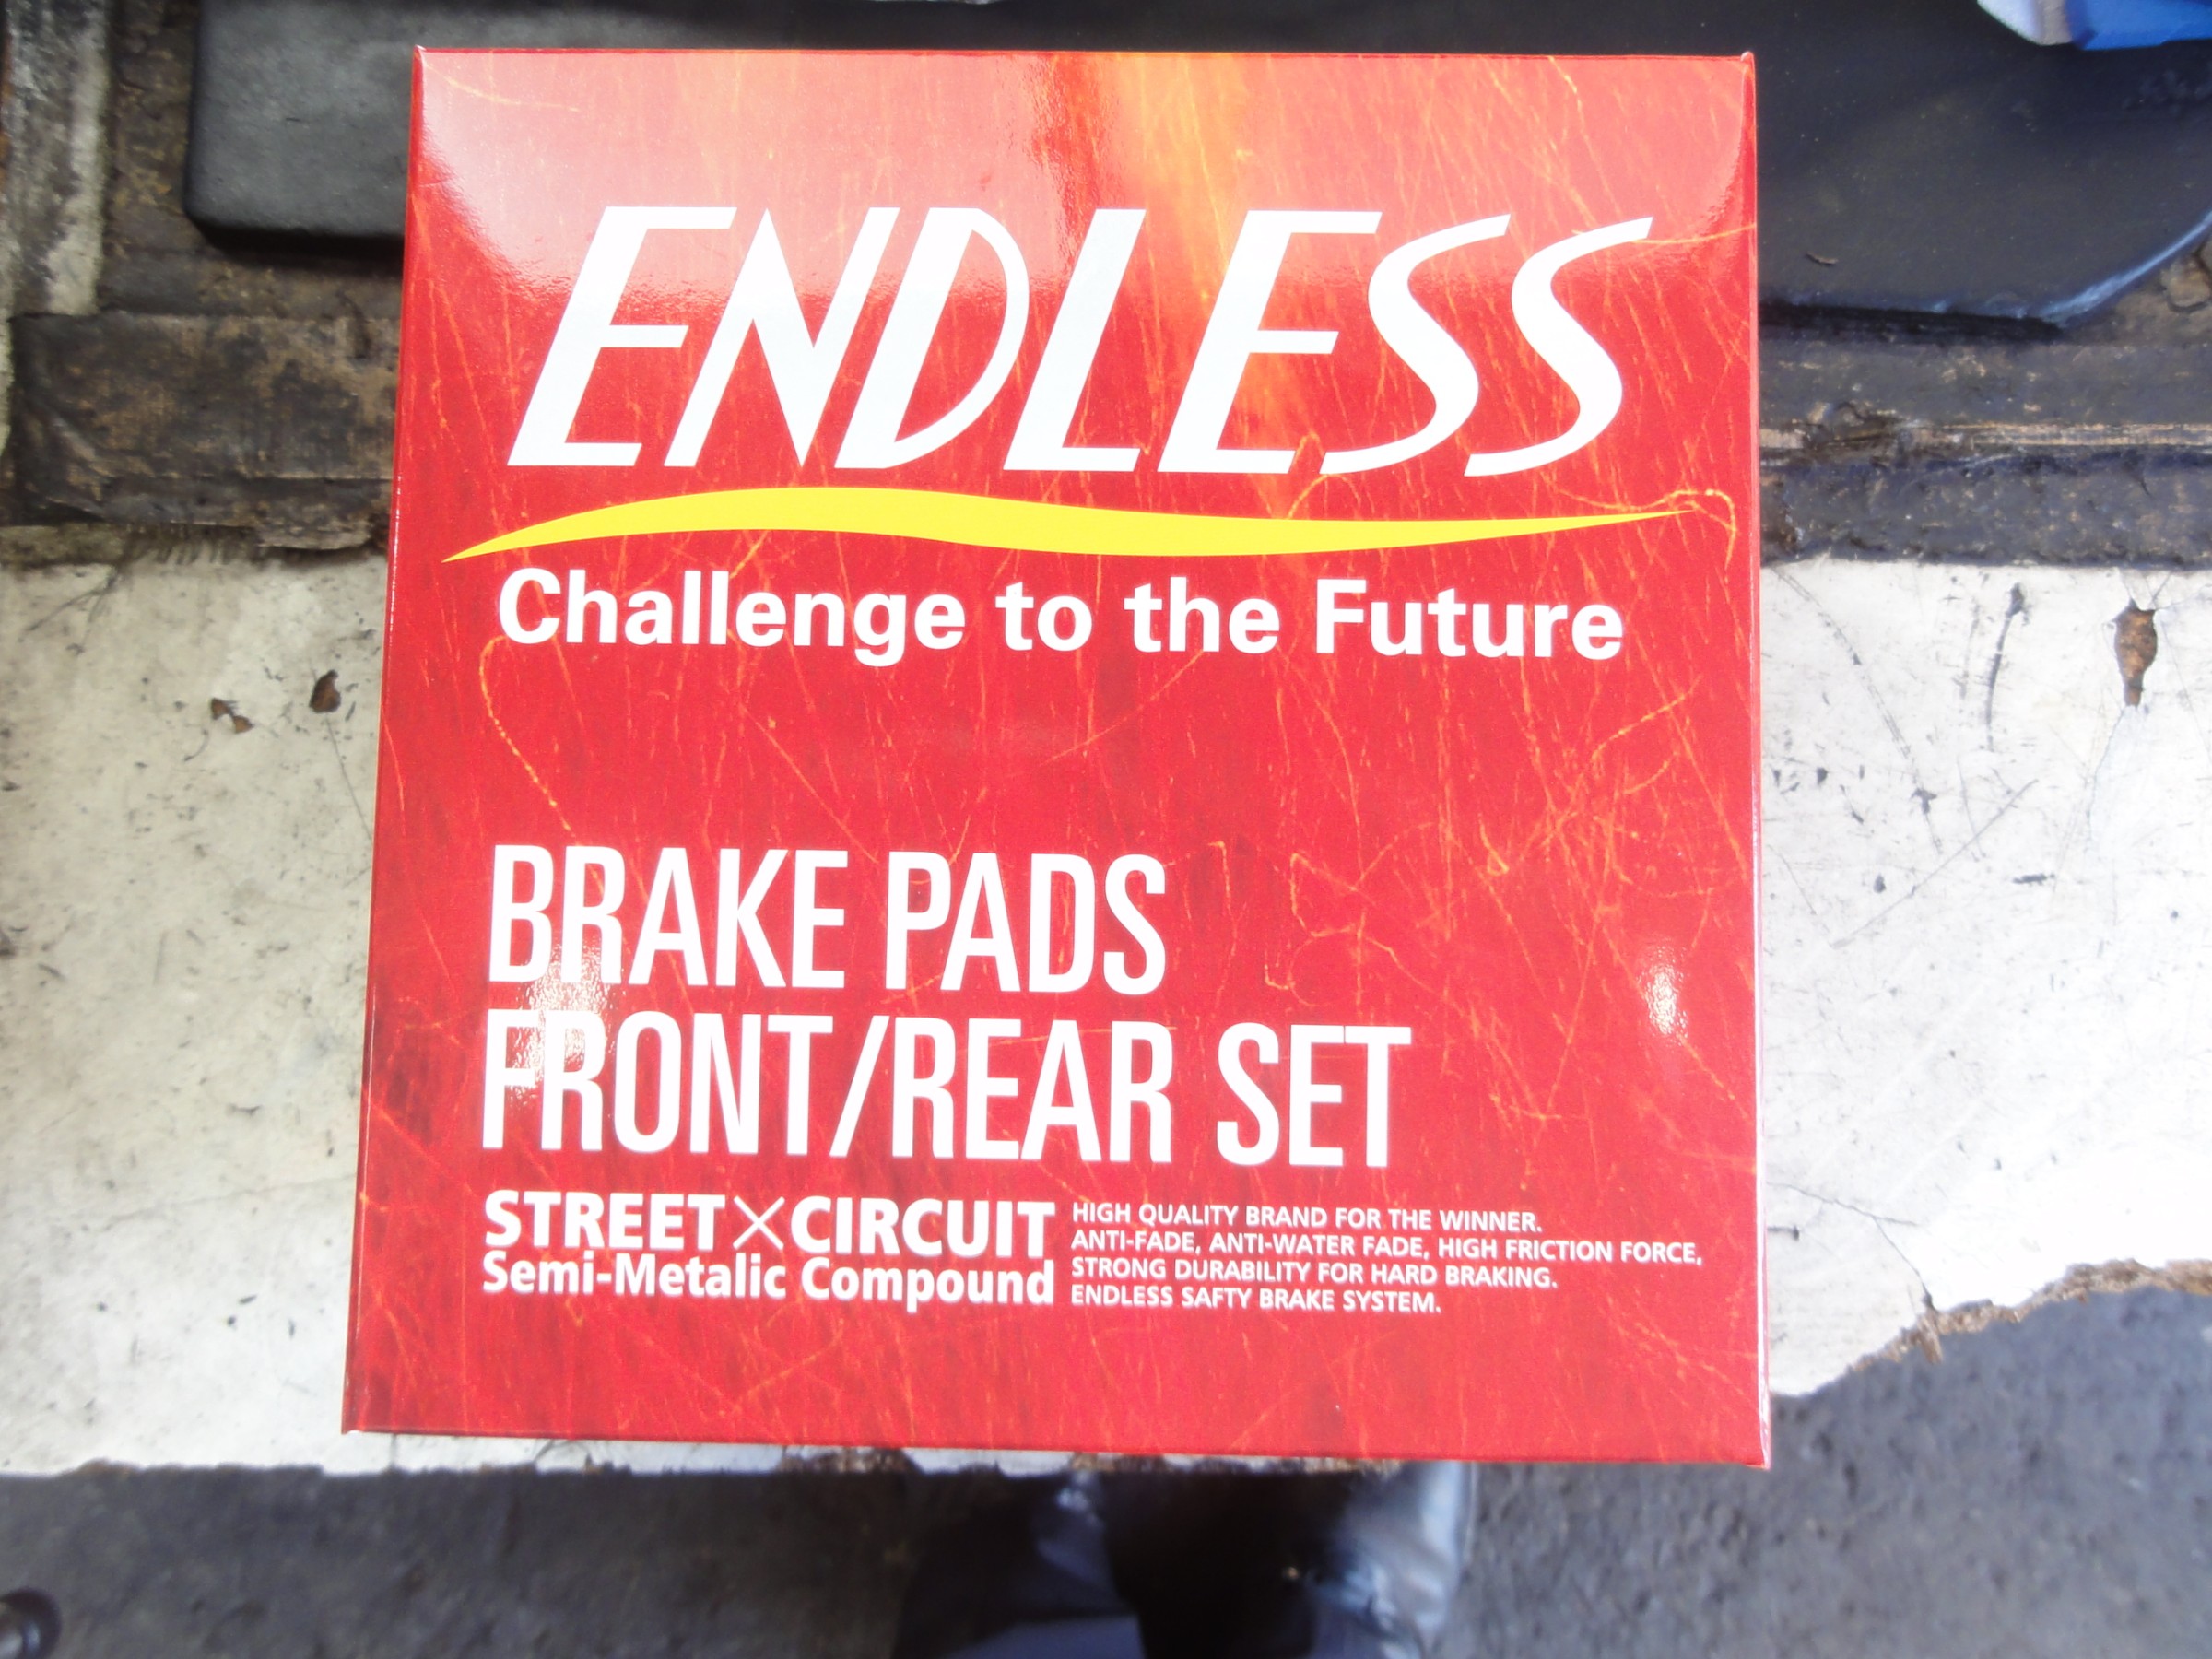 ENDLESS
Challenge to the Future
BRAKE PADS
FRONT/REAR SET
STREET×CIRCUIT
Semi-Metalic Compound
HIGH QUALITY BRAND FOR THE WINNER.
ANTI-FADE, ANTI-WATER FADE, HIGH FRICTION FORCE,
STRONG DURABILITY FOR HARD BRAKING.
ENDLESS SAFTY BRAKE SYSTEM.